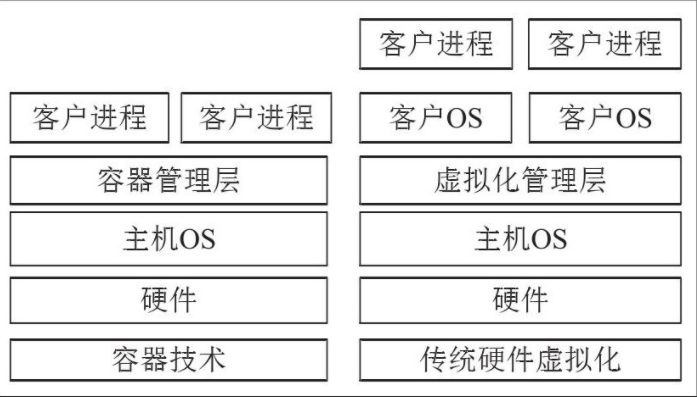 客户进程 客户进程
客户进程 客户进程 客户OS 客户OS
容器管理层 虚拟化管理层
主机OS 主机OS
硬件 硬件
容器技术 传统硬件虚拟化